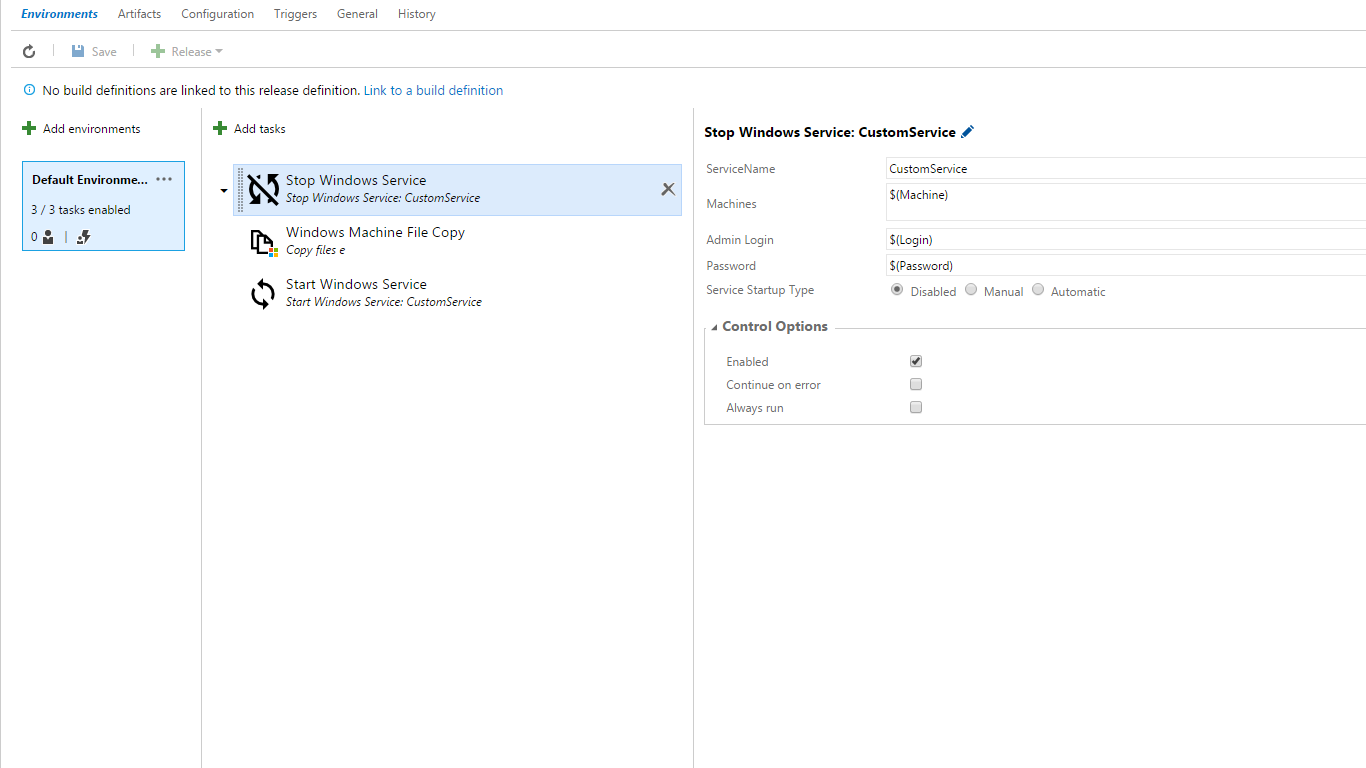 Environments Artifacts Configuration Triggers General History
Save Release
No build definitions are linked to this release definition. Link to a build definition
Add environments
Default Environme...
3 / 3 tasks enabled
0
Add tasks
Stop Windows Service
Stop Windows Service: CustomService
Windows Machine File Copy
Copy files e
Start Windows Service
Start Windows Service: CustomService
Stop Windows Service: CustomService
ServiceName CustomService
Machines $(Machine)
Admin Login $(Login)
Password $(Password)
Service Startup Type Disabled Manual Automatic
Control Options
Enabled
Continue on error
Always run